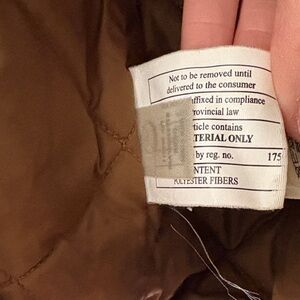 Not to be removed until
delivered to the consumer
affixed in compliance
provincial law
article contains
MATERIAL ONLY
by reg. no. 175
CONTENT
POLYESTER FIBERS